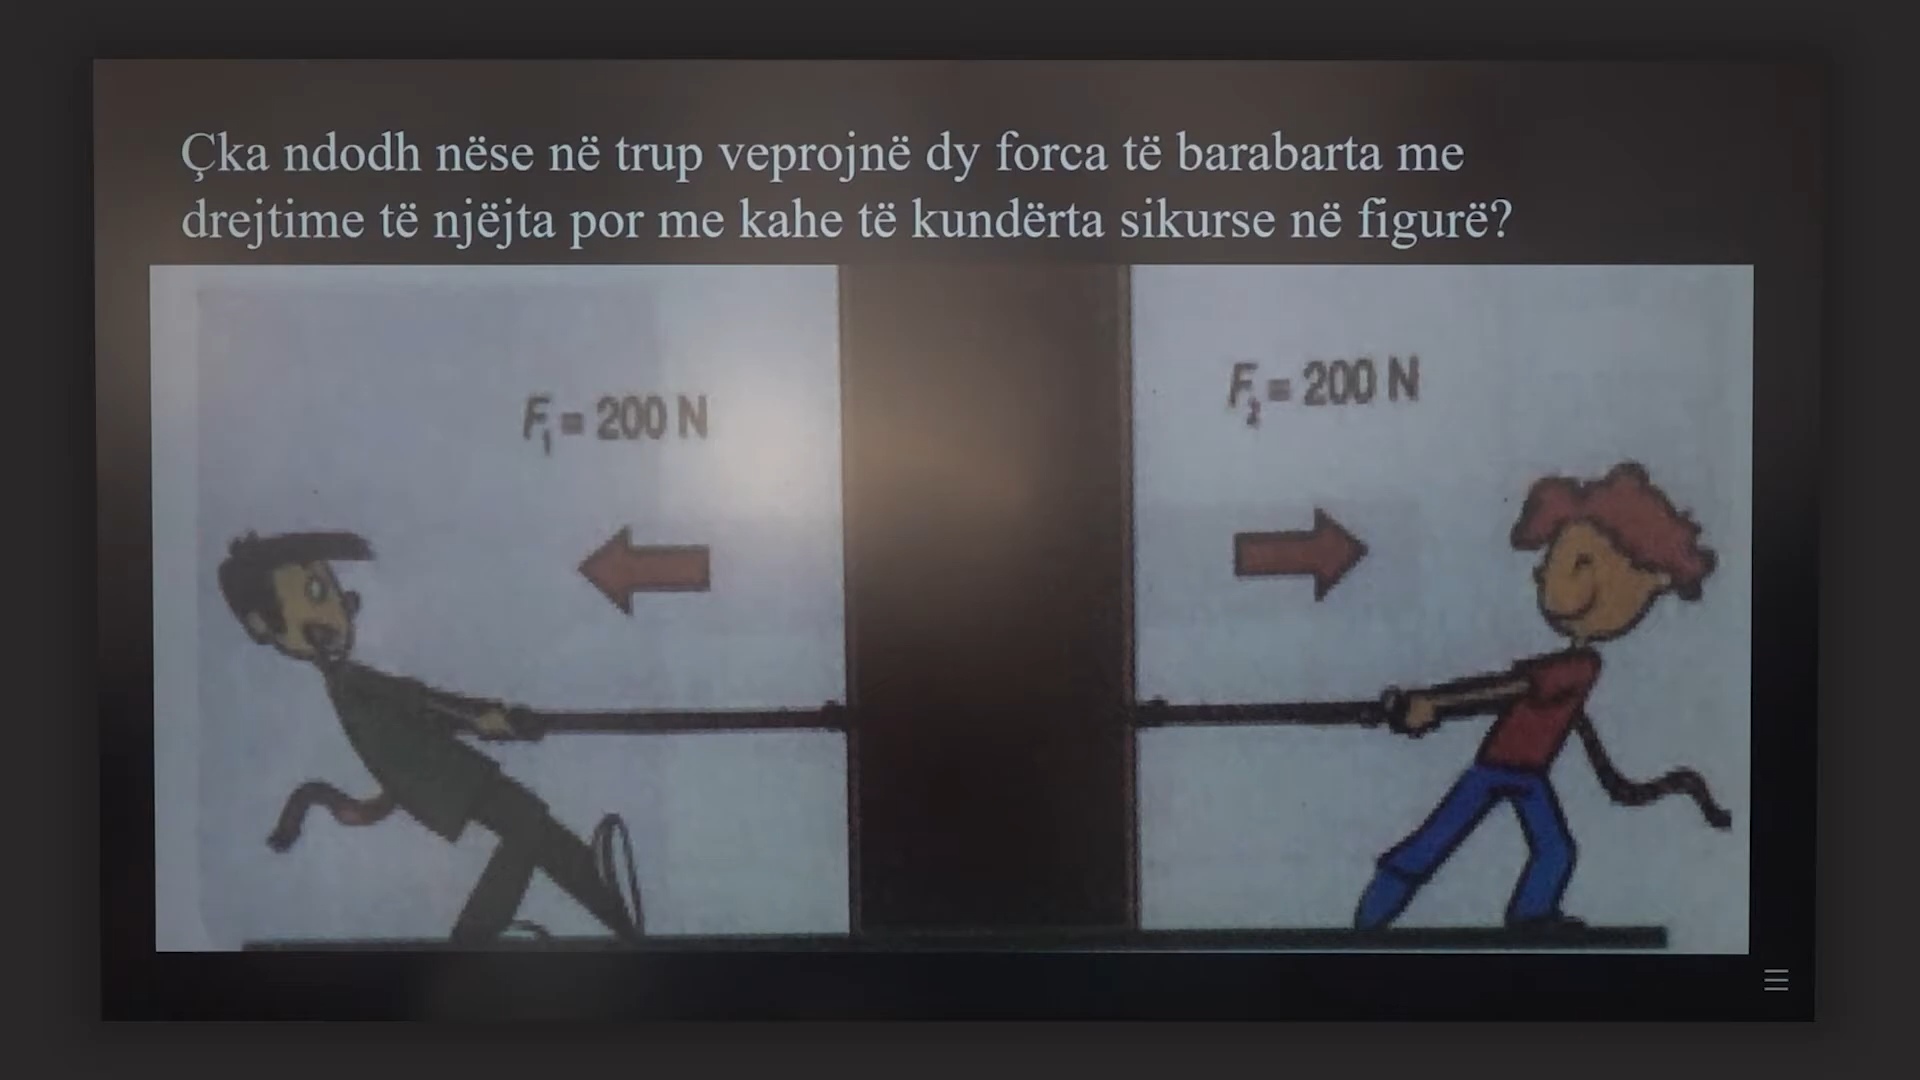 Çka ndodh nëse në trup veprojnë dy forca të barabarta me
drejtime të njëjta por me kahe të kundërta sikurse në figurë?
F₁ = 200 N
F₂ = 200 N